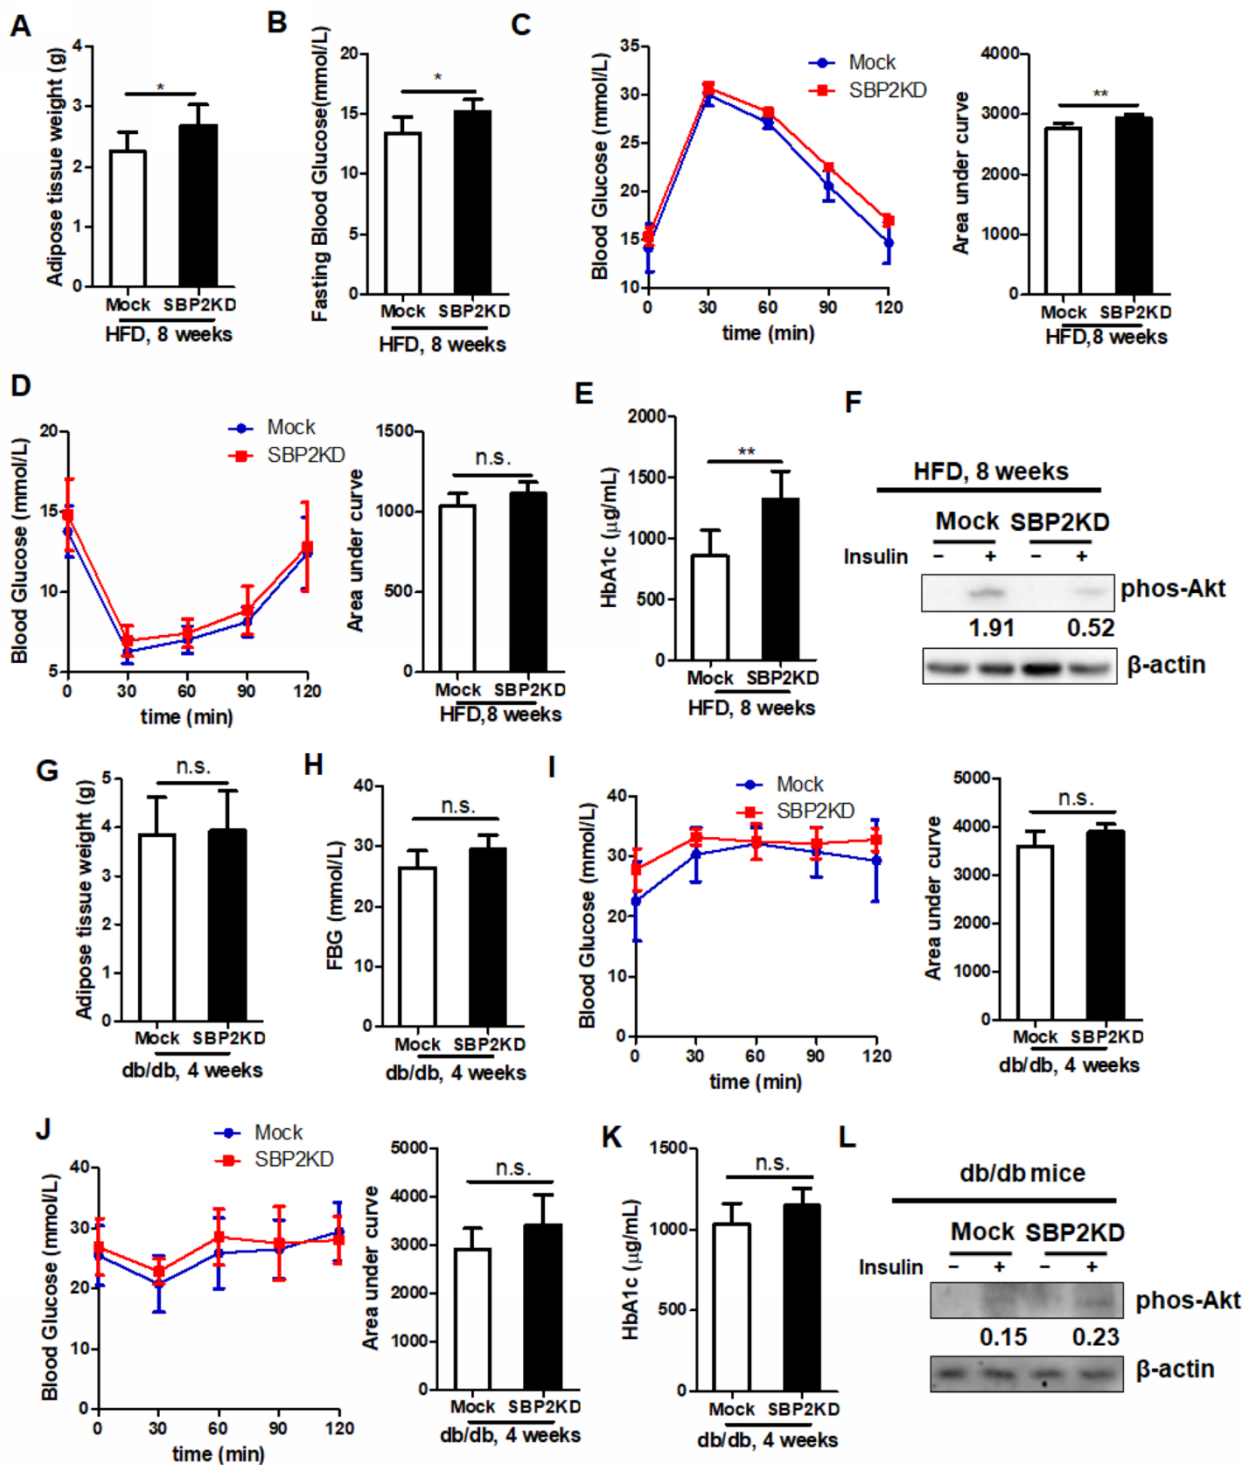 A
Adipose tissue weight (g)
4
3
2
1
0
*
Mock SBP2KD
HFD, 8 weeks
B
Fasting Blood Glucose(mmol/L)
20
15
10
5
0
*
Mock SBP2KD
HFD, 8 weeks
C
Blood Glucose (mmol/L)
35
30
25
20
15
10
Mock
SBP2KD
0 30 60 90 120
time (min)
Area under curve
4000
3000
2000
1000
0
**
Mock SBP2KD
HFD,8 weeks
D
Blood Glucose (mmol/L)
20
15
10
5
Mock
SBP2KD
0 30 60 90 120
time (min)
Area under curve
1500
1000
500
0
n.s.
Mock SBP2KD
HFD,8 weeks
E
HbA1c (μg/mL)
2000
1500
1000
500
0
**
Mock SBP2KD
HFD, 8 weeks
F
HFD, 8 weeks
Mock SBP2KD
Insulin − + − +
phos-Akt
1.91 0.52
β-actin
G
Adipose tissue weight (g)
5
4
3
2
1
0
n.s.
Mock SBP2KD
db/db, 4 weeks
H
FBG (mmol/L)
40
30
20
10
0
n.s.
Mock SBP2KD
db/db, 4 weeks
I
Blood Glucose (mmol/L)
40
30
20
10
0
Mock
SBP2KD
0 30 60 90 120
time (min)
Area under curve
5000
4000
3000
2000
1000
0
n.s.
Mock SBP2KD
db/db, 4 weeks
J
Blood Glucose (mmol/L)
40
30
20
10
0
Mock
SBP2KD
0 30 60 90 120
time (min)
Area under curve
5000
4000
3000
2000
1000
0
n.s.
Mock SBP2KD
db/db, 4 weeks
K
HbA1c (μg/mL)
1500
1000
500
0
n.s.
Mock SBP2KD
db/db, 4 weeks
L
db/db mice
Mock SBP2KD
Insulin − + − +
phos-Akt
0.15 0.23
β-actin